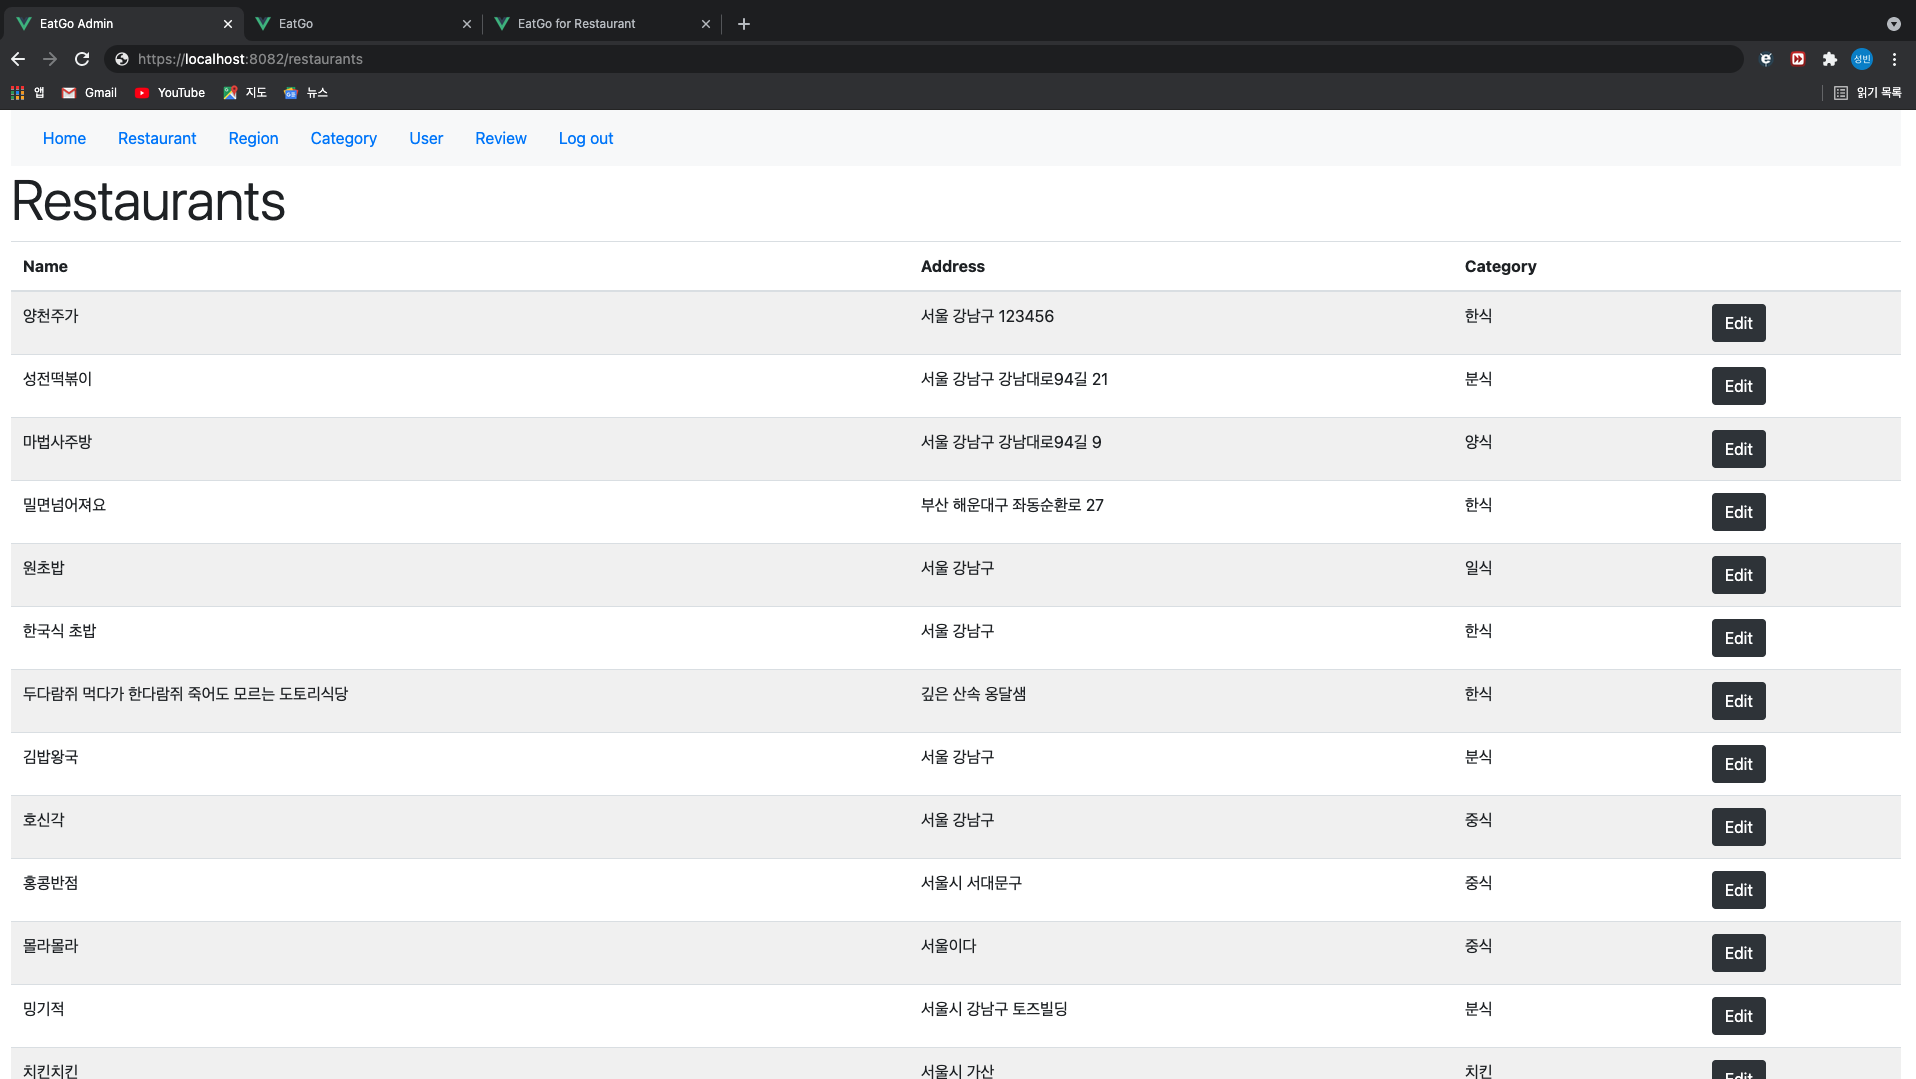 EatGo Admin EatGo EatGo for Restaurant
https://localhost:8082/restaurants 성빈
앱 Gmail YouTube 지도 뉴스 읽기 목록
Home Restaurant Region Category User Review Log out
Restaurants
Name Address Category
양천주가 서울 강남구 123456 한식 Edit
성전떡볶이 서울 강남구 강남대로94길 21 분식 Edit
마법사주방 서울 강남구 강남대로94길 9 양식 Edit
밀면넘어져요 부산 해운대구 좌동순환로 27 한식 Edit
원초밥 서울 강남구 일식 Edit
한국식 초밥 서울 강남구 한식 Edit
두다람쥐 먹다가 한다람쥐 죽어도 모르는 도토리식당 깊은 산속 옹달샘 한식 Edit
김밥왕국 서울 강남구 분식 Edit
호신각 서울 강남구 중식 Edit
홍콩반점 서울시 서대문구 중식 Edit
몰라몰라 서울이다 중식 Edit
밍기적 서울시 강남구 토즈빌딩 분식 Edit
치킨치킨 서울시 가산 치킨 Edit